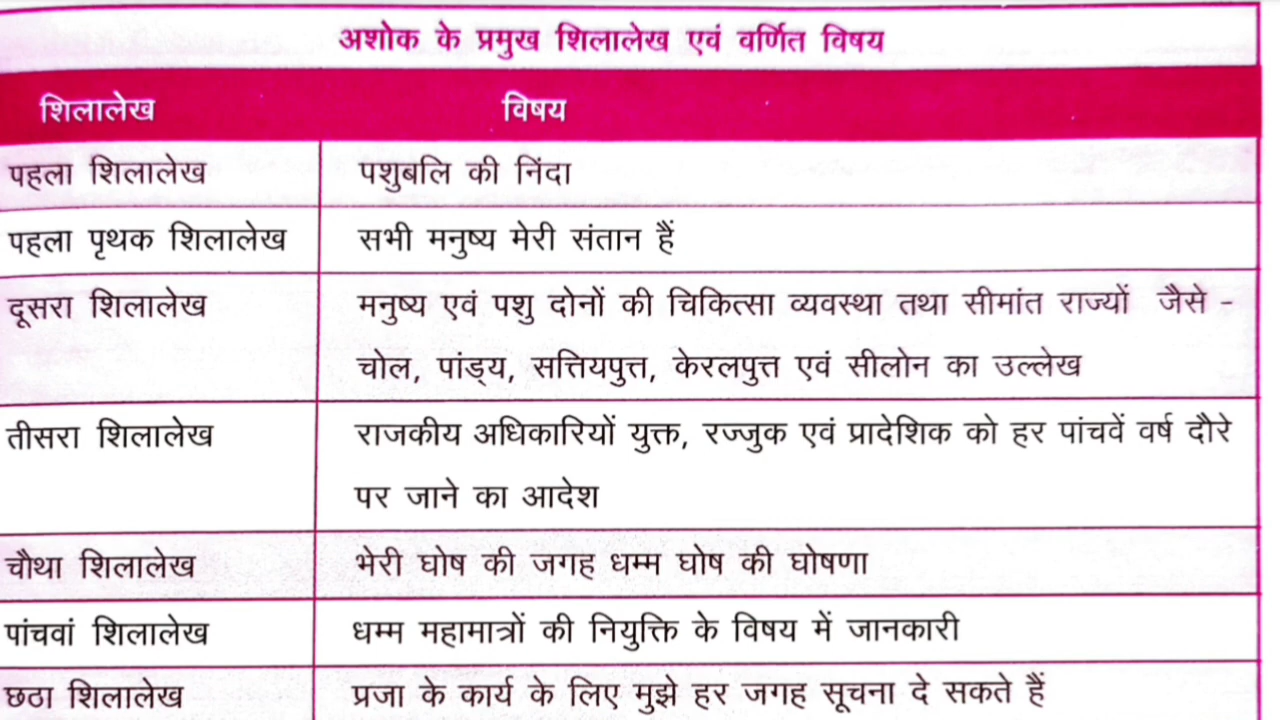 अशोक के प्रमुख शिलालेख एवं वर्णित विषय
शिलालेख विषय
पहला शिलालेख पशुबलि की निंदा
पहला पृथक शिलालेख सभी मनुष्य मेरी संतान हैं
दूसरा शिलालेख मनुष्य एवं पशु दोनों की चिकित्सा व्यवस्था तथा सीमांत राज्यों जैसे -
चोल, पांड्य, सत्तियपुत्त, केरलपुत्त एवं सीलोन का उल्लेख
तीसरा शिलालेख राजकीय अधिकारियों युक्त, रज्जुक एवं प्रादेशिक को हर पांचवें वर्ष दौरे
पर जाने का आदेश
चौथा शिलालेख भेरी घोष की जगह धम्म घोष की घोषणा
पांचवां शिलालेख धम्म महामात्रों की नियुक्ति के विषय में जानकारी
छठा शिलालेख प्रजा के कार्य के लिए मुझे हर जगह सूचना दे सकते हैं